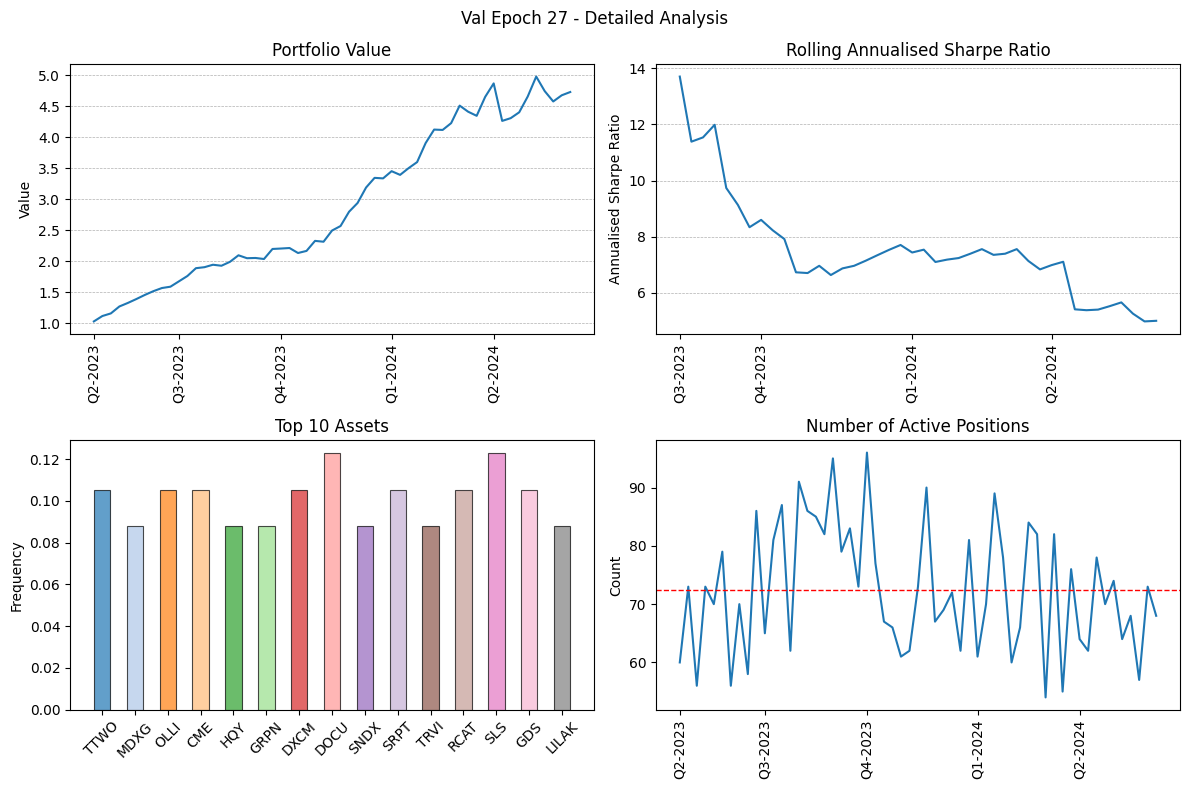 Val Epoch 27 - Detailed Analysis
Portfolio Value
Value
5.0
4.5
4.0
3.5
3.0
2.5
2.0
1.5
1.0
Q2-2023
Q3-2023
Q4-2023
Q1-2024
Q2-2024
Rolling Annualised Sharpe Ratio
Annualised Sharpe Ratio
14
12
10
8
6
Q3-2023
Q4-2023
Q1-2024
Q2-2024
Top 10 Assets
Frequency
0.12
0.10
0.08
0.06
0.04
0.02
0.00
TTWO
MDXG
OLLI
CME
HQY
GRPN
DXCM
DOCU
SNDX
SRPT
TRVI
RCAT
SLS
GDS
LILAK
Number of Active Positions
Count
90
80
70
60
Q2-2023
Q3-2023
Q4-2023
Q1-2024
Q2-2024